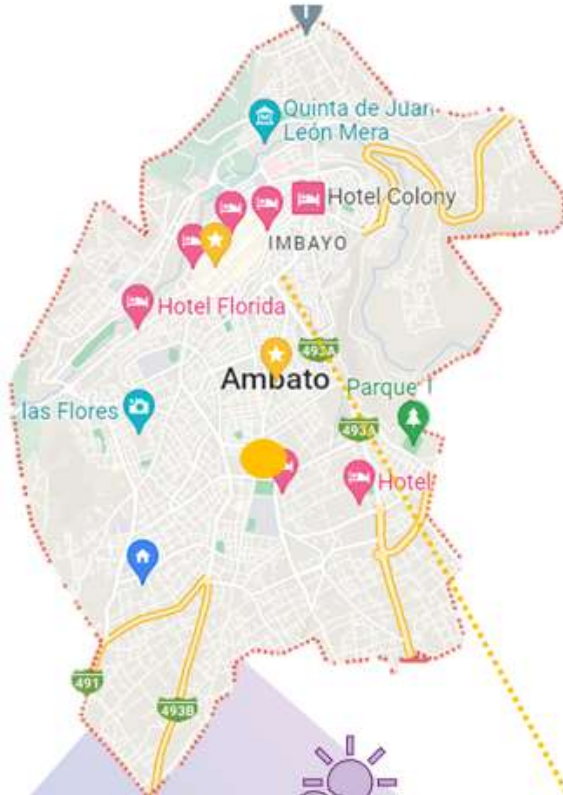 Quinta de Juan
León Mera
Hotel Colony
IMBAYO
Hotel Florida
493A
Ambato
Parque
las Flores
493A
Hotel
491
493B